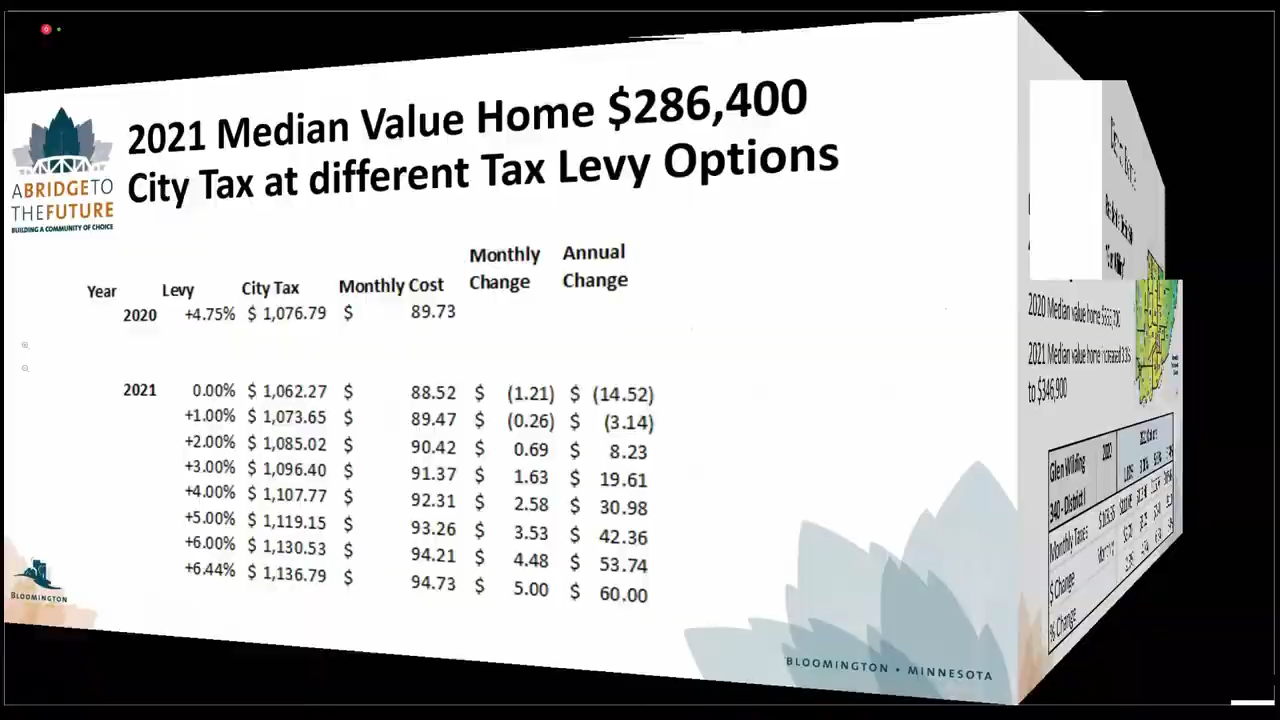 2021 Median Value Home $286,400
City Tax at different Tax Levy Options
A BRIDGE TO
THE FUTURE
BUILDING A COMMUNITY OF CHOICE
Year Levy City Tax Monthly Cost Monthly Change Annual Change
2020 +4.75% $ 1,076.79 $ 89.73
2021 0.00% $ 1,062.27 $ 88.52 $ (1.21) $ (14.52)
+1.00% $ 1,073.65 $ 89.47 $ (0.26) $ (3.14)
+2.00% $ 1,085.02 $ 90.42 $ 0.69 $ 8.23
+3.00% $ 1,096.40 $ 91.37 $ 1.63 $ 19.61
+4.00% $ 1,107.77 $ 92.31 $ 2.58 $ 30.98
+5.00% $ 1,119.15 $ 93.26 $ 3.53 $ 42.36
+6.00% $ 1,130.53 $ 94.21 $ 4.48 $ 53.74
+6.44% $ 1,136.79 $ 94.73 $ 5.00 $ 60.00
BLOOMINGTON
BLOOMINGTON • MINNESOTA
2020 Median value home
2021 Median value home increased
to $346,900
Glen Wilding 2020
340 - District I
Monthly Taxes
$ Change
% Change